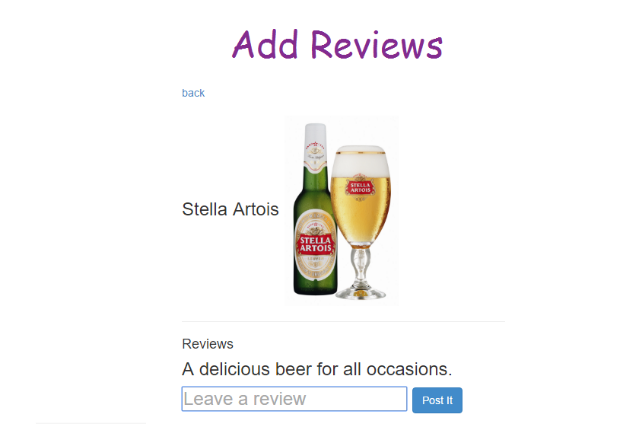 Add Reviews
back
Stella Artois
STELLA
ARTOIS
STELLA
ARTOIS
Reviews
A delicious beer for all occasions.
Leave a review
Post It